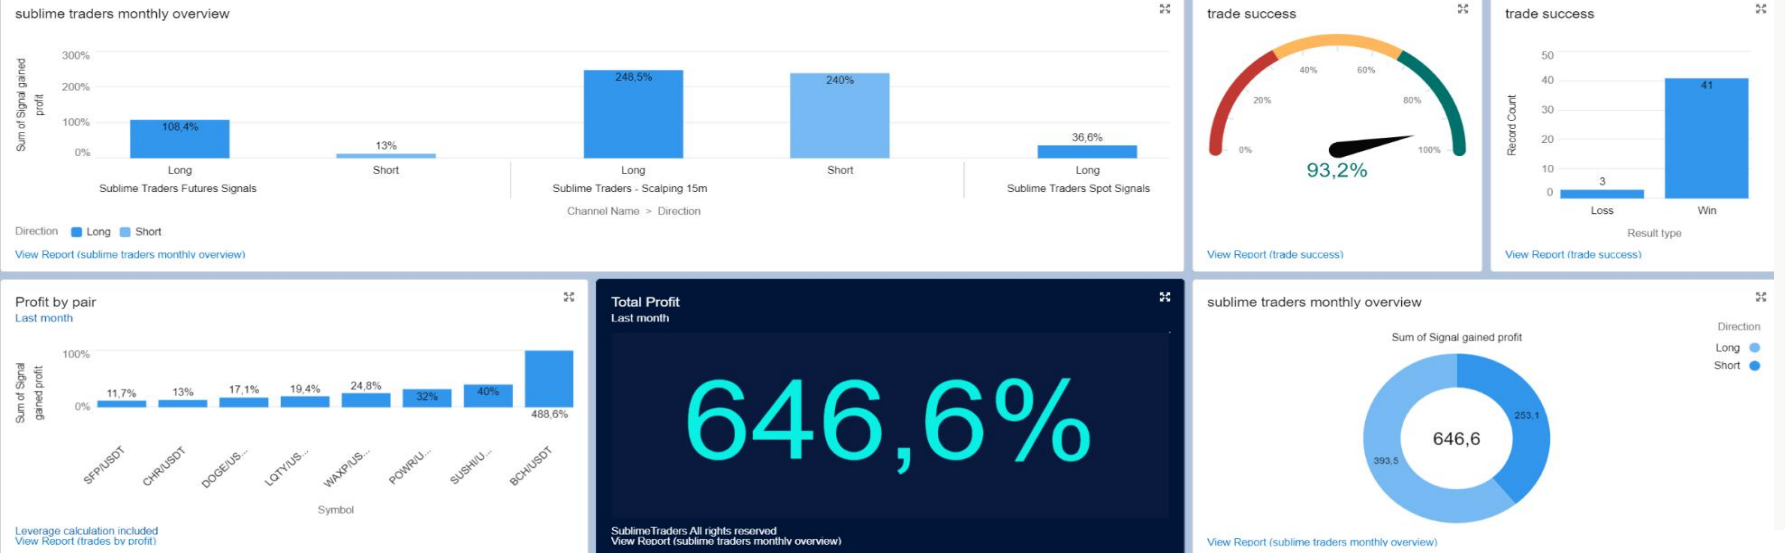 sublime traders monthly overview
Sum of Signal gained
profit
300%
200%
100%
0%
108,4%
13%
248,5%
240%
36,6%
Long
Short
Long
Short
Long
Sublime Traders Futures Signals
Sublime Traders - Scalping 15m
Sublime Traders Spot Signals
Channel Name > Direction
Direction Long Short
View Report (sublime traders monthly overview)
trade success
0%
20%
40%
60%
80%
100%
93,2%
View Report (trade success)
trade success
Record Count
50
40
30
20
10
0
3
41
Loss
Win
Result type
View Report (trade success)
Profit by pair
Last month
Sum of Signal
gained profit
100%
0%
11,7%
13%
17,1%
19,4%
24,8%
32%
40%
488,6%
SFP/USDT
CHR/USDT
DOGE/US...
LQTY/US...
WAXP/US...
POWR/U...
SUSHI/U...
BCH/USDT
Symbol
Leverage calculation included
View Report (trades by profit)
Total Profit
Last month
646,6%
SublimeTraders All rights reserved
View Report (sublime traders monthly overview)
sublime traders monthly overview
Sum of Signal gained profit
Direction
Long
Short
253,1
646,6
393,5
View Report (sublime traders monthly overview)